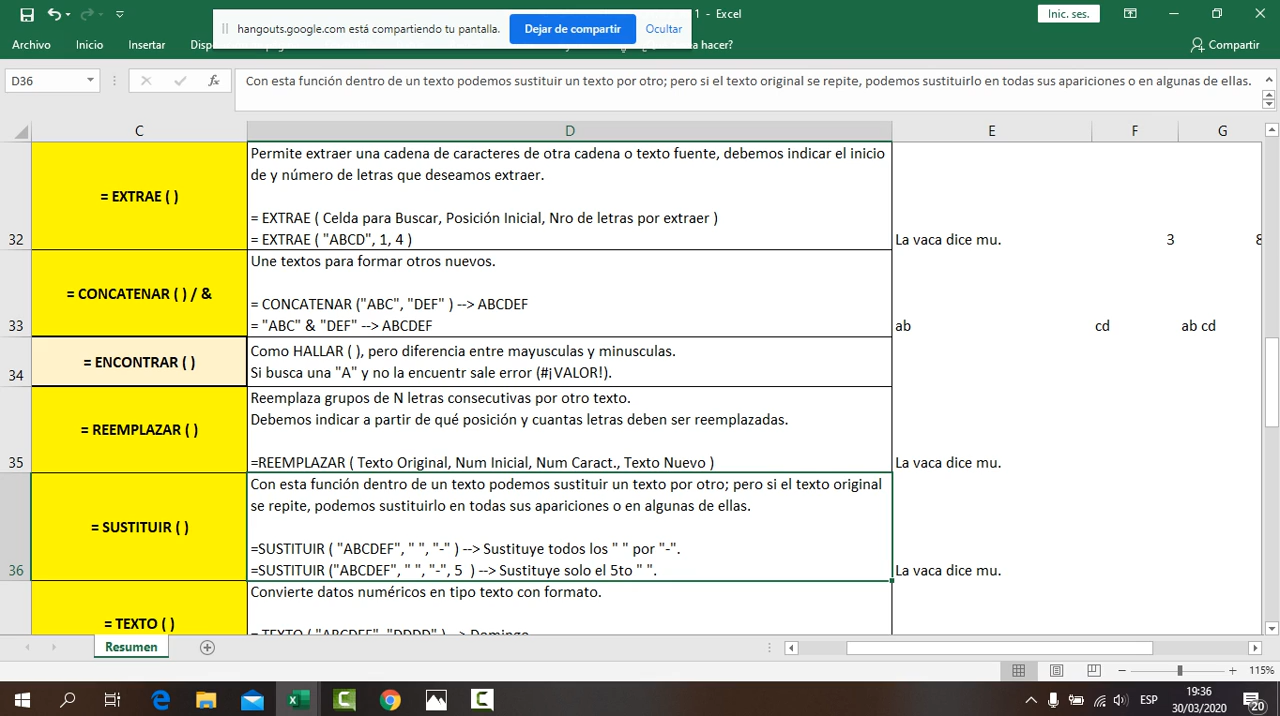 1 - Excel
Inic. ses.
hangouts.google.com está compartiendo tu pantalla.
Dejar de compartir
Ocultar
Archivo
Inicio
Insertar
hacer?
Compartir
D36
fx
Con esta función dentro de un texto podemos sustituir un texto por otro; pero si el texto original se repite, podemos sustituirlo en todas sus apariciones o en algunas de ellas.
C D E F G
Permite extraer una cadena de caracteres de otra cadena o texto fuente, debemos indicar el inicio
de y número de letras que deseamos extraer.
= EXTRAE ( )
= EXTRAE ( Celda para Buscar, Posición Inicial, Nro de letras por extraer )
32 = EXTRAE ( "ABCD", 1, 4 ) La vaca dice mu. 3 8
Une textos para formar otros nuevos.
= CONCATENAR ( ) / &
= CONCATENAR ("ABC", "DEF" ) --> ABCDEF
33 = "ABC" & "DEF" --> ABCDEF ab cd ab cd
= ENCONTRAR ( )
Como HALLAR ( ), pero diferencia entre mayusculas y minusculas.
34 Si busca una "A" y no la encuentr sale error (#¡VALOR!).
Reemplaza grupos de N letras consecutivas por otro texto.
Debemos indicar a partir de qué posición y cuantas letras deben ser reemplazadas.
= REEMPLAZAR ( )
35 =REEMPLAZAR ( Texto Original, Num Inicial, Num Caract., Texto Nuevo ) La vaca dice mu.
Con esta función dentro de un texto podemos sustituir un texto por otro; pero si el texto original
se repite, podemos sustituirlo en todas sus apariciones o en algunas de ellas.
= SUSTITUIR ( )
=SUSTITUIR ( "ABCDEF", " ", "-" ) --> Sustituye todos los " " por "-".
36 =SUSTITUIR ("ABCDEF", " ", "-", 5 ) --> Sustituye solo el 5to " ". La vaca dice mu.
Convierte datos numéricos en tipo texto con formato.
= TEXTO ( )
= TEXTO ( "ABCDEF", "DDDD" ) --> Domingo
Resumen
115%
ESP
19:36
30/03/2020
20